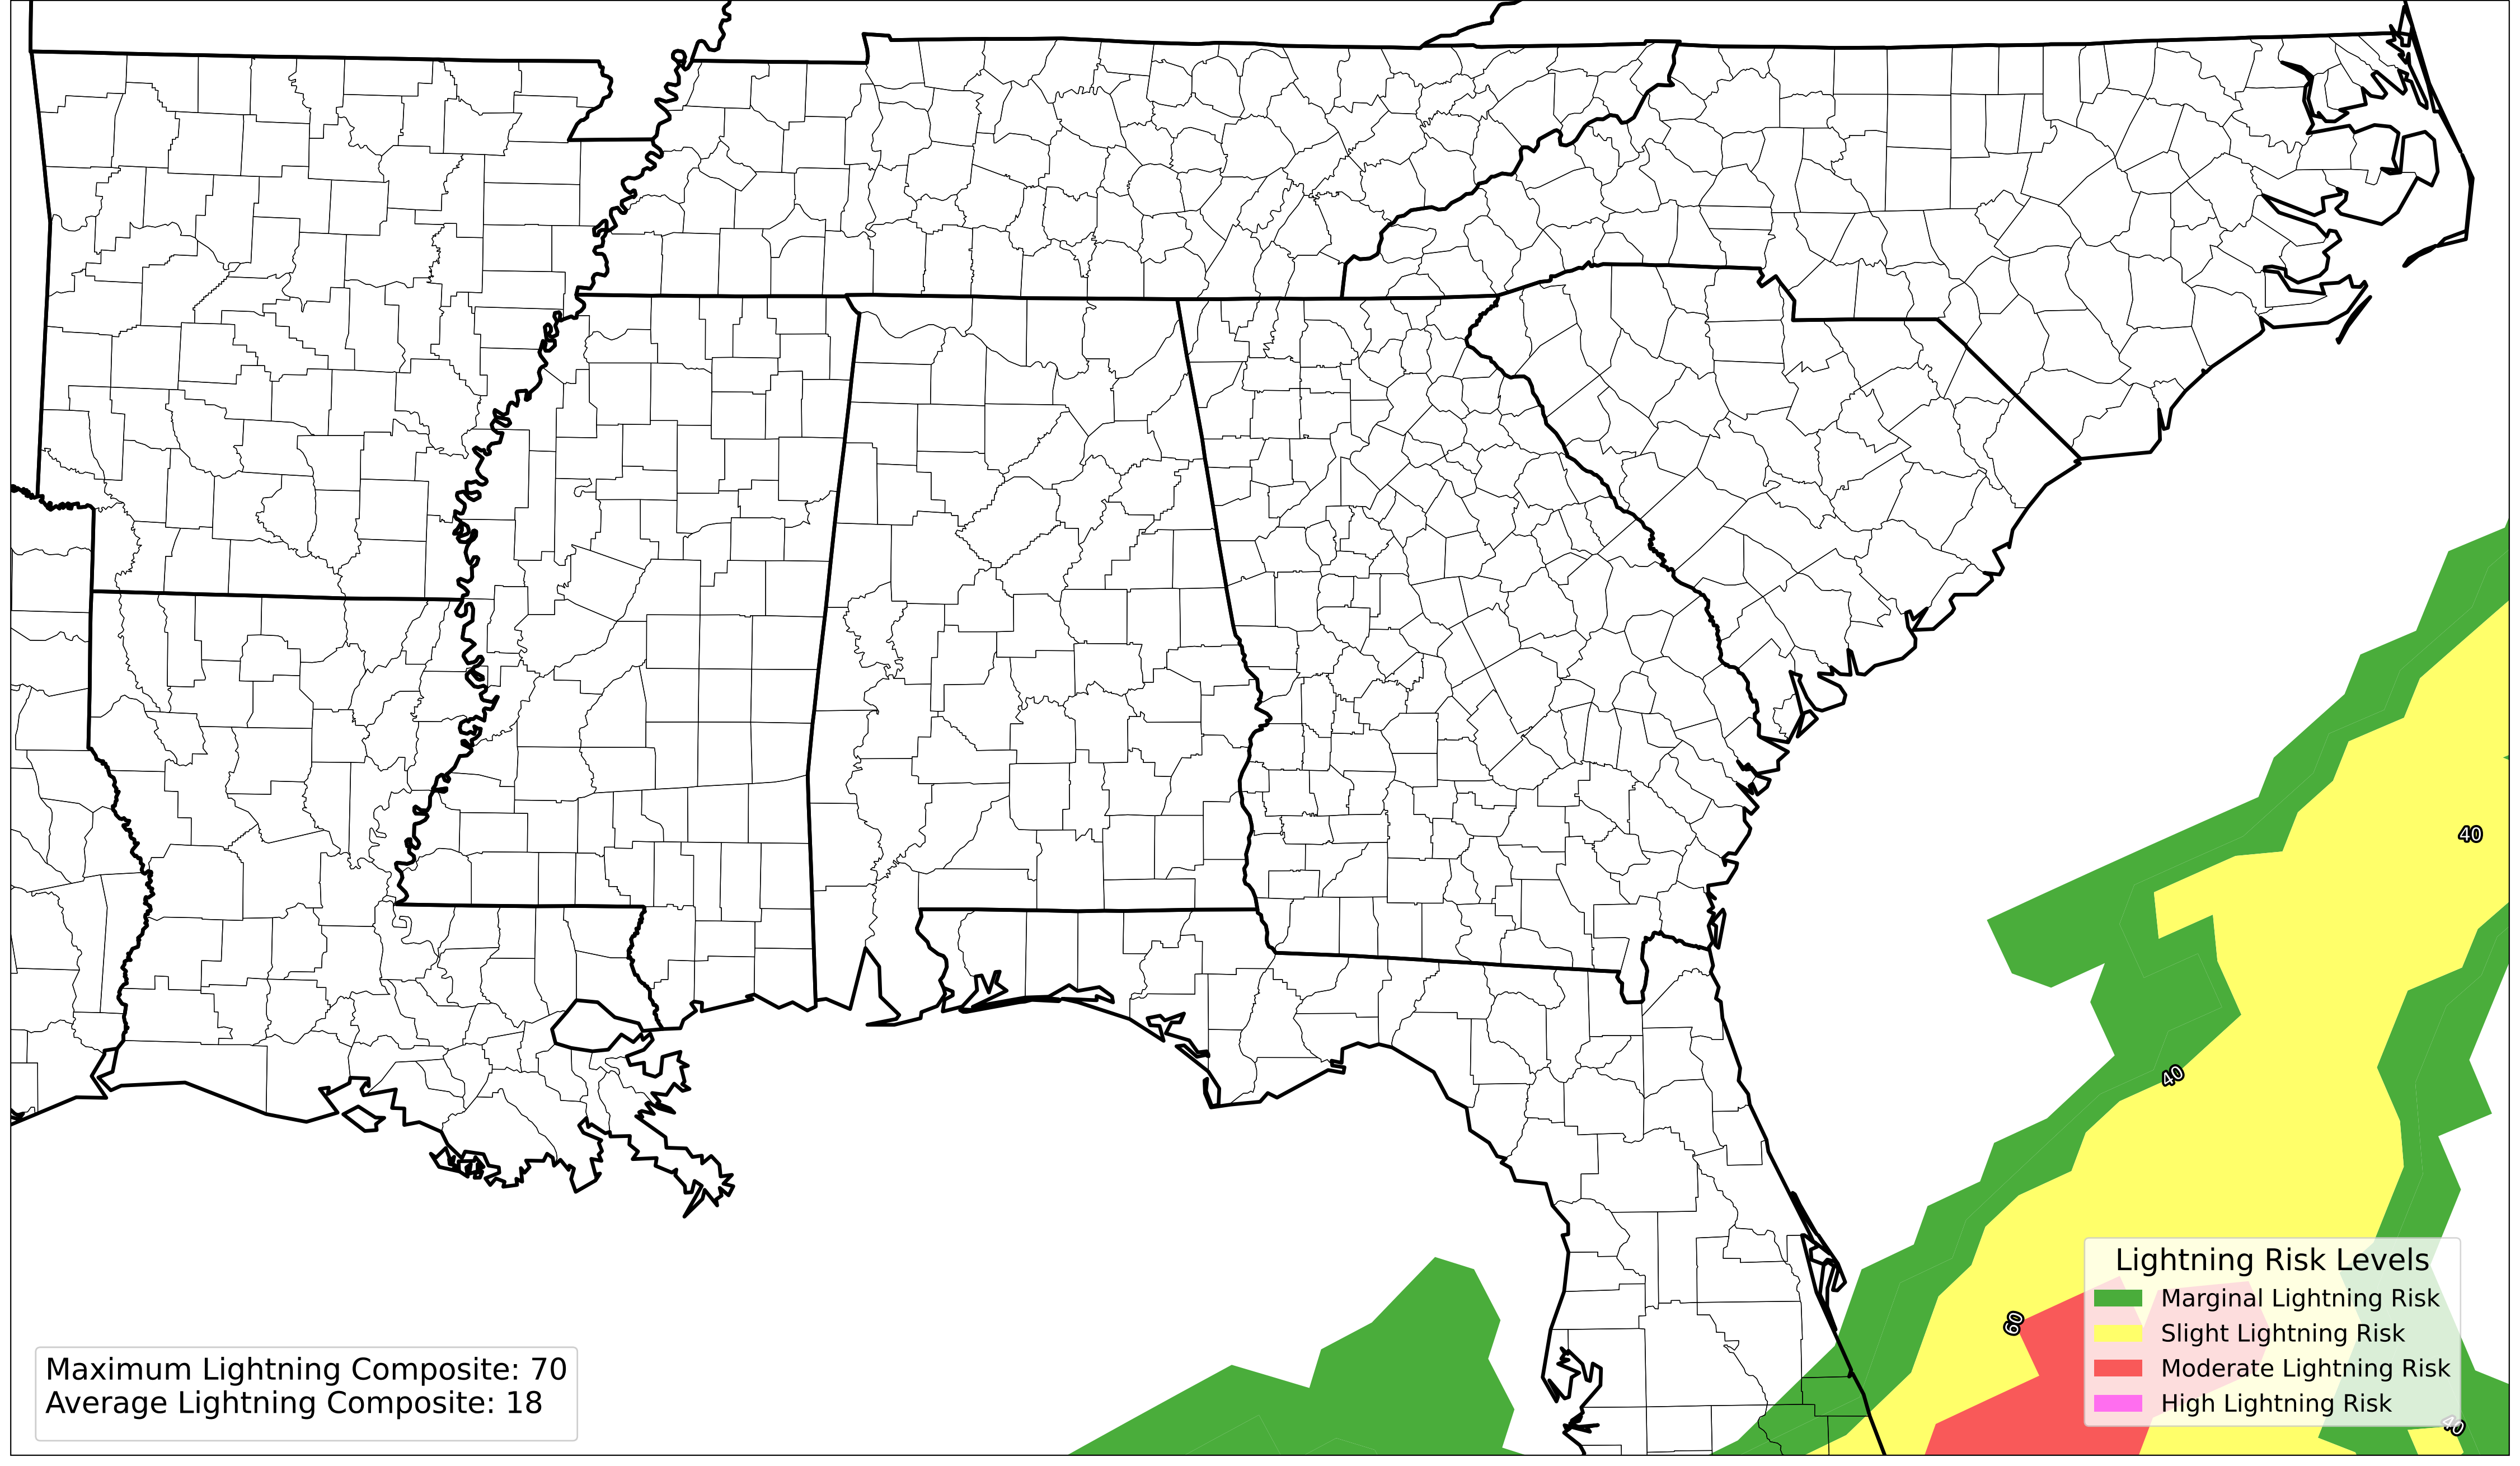 40
40
60
Lightning Risk Levels
Marginal Lightning Risk
Slight Lightning Risk
Moderate Lightning Risk
High Lightning Risk
40
Maximum Lightning Composite: 70
Average Lightning Composite: 18